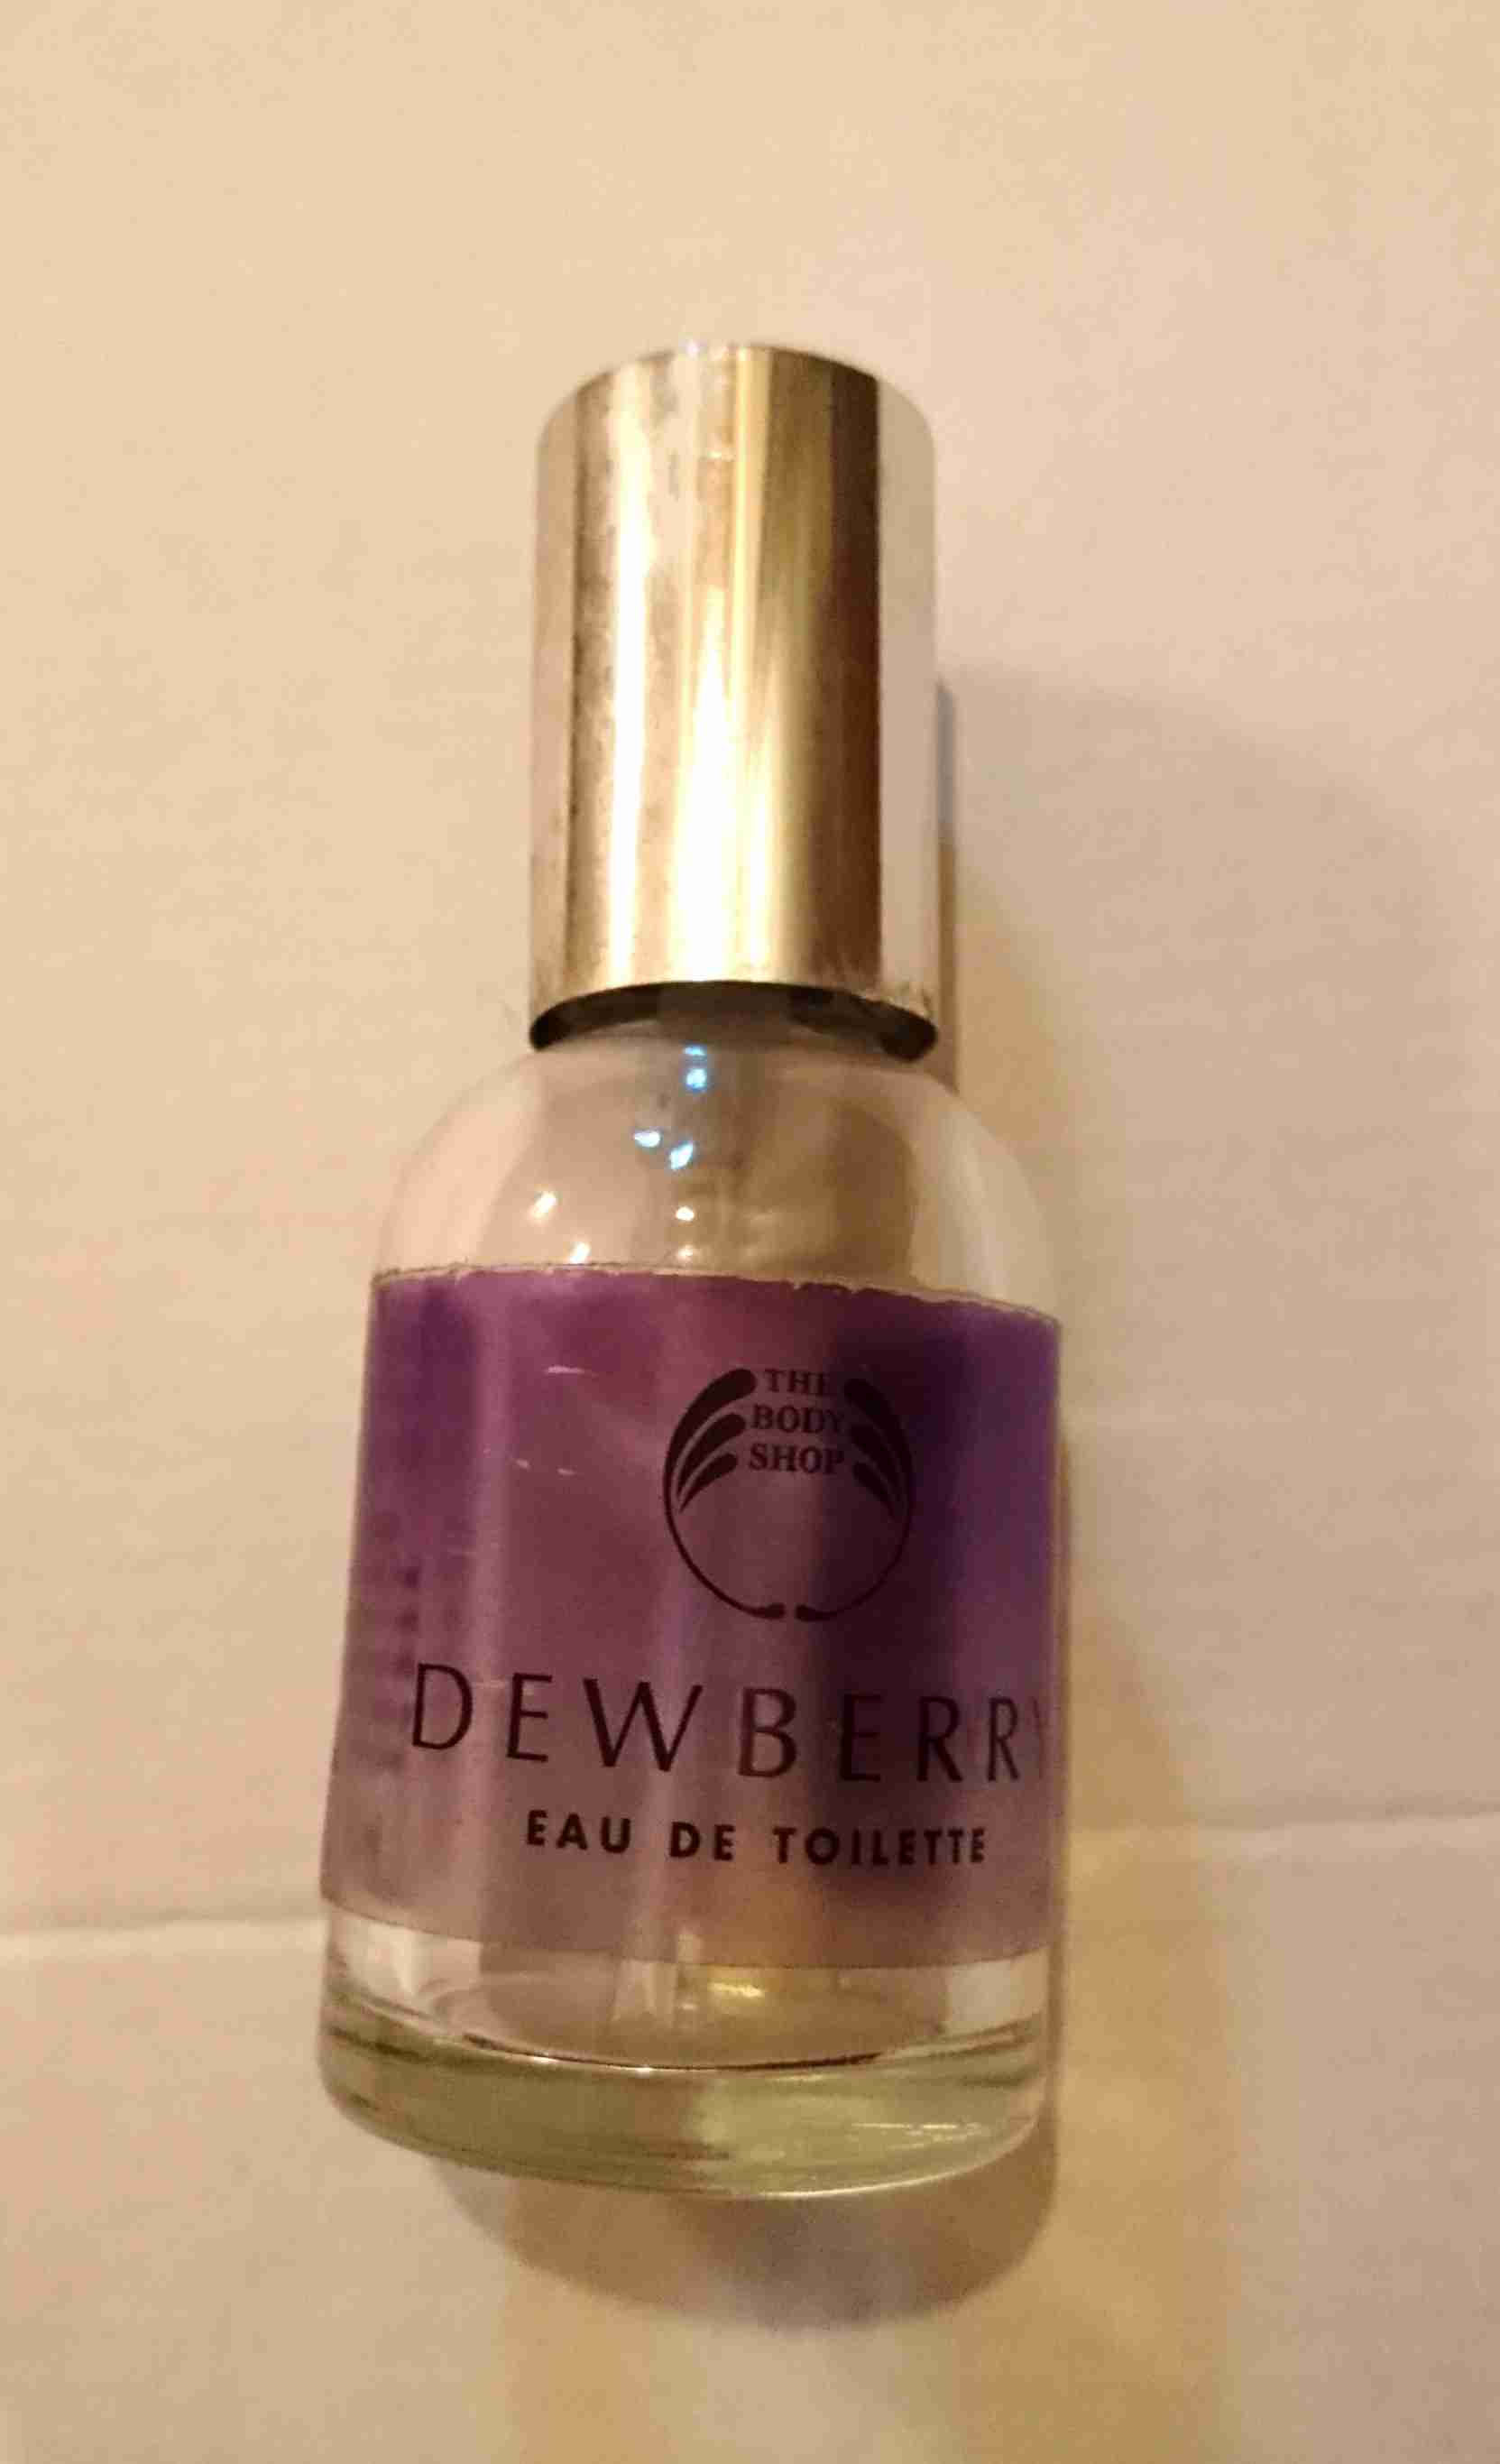 THE
BODY
SHOP
DEWBERRY
EAU DE TOILETTE